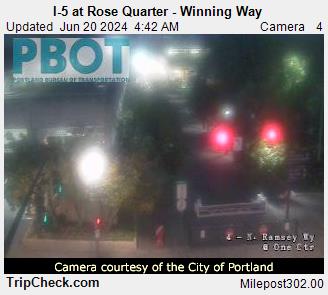 I-5 at Rose Quarter - Winning Way
Updated Jun 20 2024 4:42 AM Camera 4
PBOT
PORTLAND BUREAU OF TRANSPORTATION
4 - N. Ramsey Wy
@ One Ctr
Camera courtesy of the City of Portland
TripCheck.com Milepost302.00